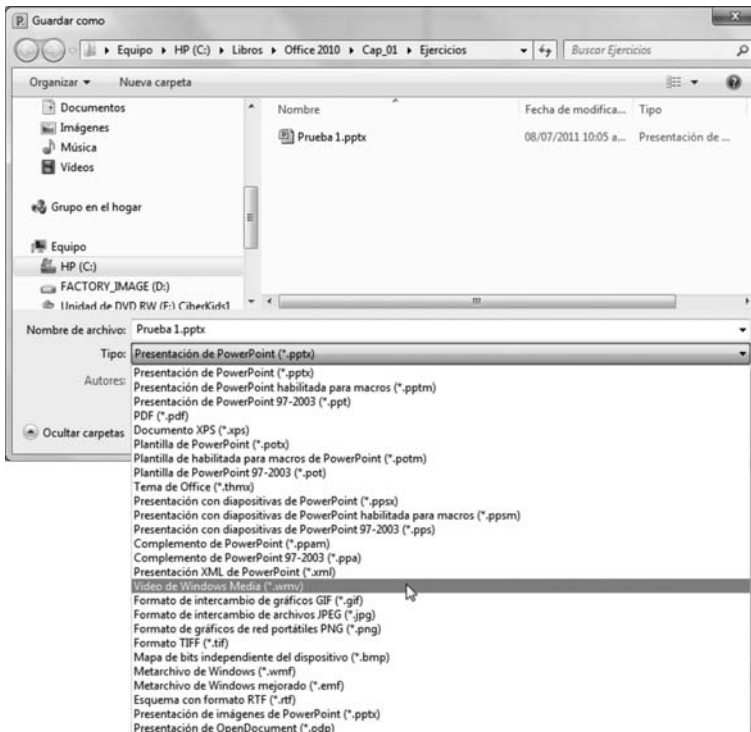 Guardar como
Equipo HP (C:) Libros Office 2010 Cap_01 Ejercicios Buscar Ejercicios
Organizar Nueva carpeta
Documentos
Imágenes
Música
Vídeos
Grupo en el hogar
Equipo
HP (C:)
FACTORY_IMAGE (D:)
Unidad de DVD RW (E:) CiberKids1
Nombre Fecha de modifica... Tipo
Prueba 1.pptx 08/07/2011 10:05 a... Presentación de ...
Nombre de archivo: Prueba 1.pptx
Tipo: Presentación de PowerPoint (*.pptx)
Autores:
Ocultar carpetas
Presentación de PowerPoint (*.pptx)
Presentación de PowerPoint habilitada para macros (*.pptm)
Presentación de PowerPoint 97-2003 (*.ppt)
PDF (*.pdf)
Documento XPS (*.xps)
Plantilla de PowerPoint (*.potx)
Plantilla de habilitada para macros de PowerPoint (*.potm)
Plantilla de PowerPoint 97-2003 (*.pot)
Tema de Office (*.thmx)
Presentación con diapositivas de PowerPoint (*.ppsx)
Presentación con diapositivas de PowerPoint habilitada para macros (*.ppsm)
Presentación con diapositivas de PowerPoint 97-2003 (*.pps)
Complemento de PowerPoint (*.ppam)
Complemento de PowerPoint 97-2003 (*.ppa)
Presentación XML de PowerPoint (*.xml)
Vídeo de Windows Media (*.wmv)
Formato de intercambio de gráficos GIF (*.gif)
Formato de intercambio de archivos JPEG (*.jpg)
Formato de gráficos de red portátiles PNG (*.png)
Formato TIFF (*.tif)
Mapa de bits independiente del dispositivo (*.bmp)
Metarchivo de Windows (*.wmf)
Metarchivo de Windows mejorado (*.emf)
Esquema con formato RTF (*.rtf)
Presentación de imágenes de PowerPoint (*.pptx)
Presentación de OpenDocument (*.odp)